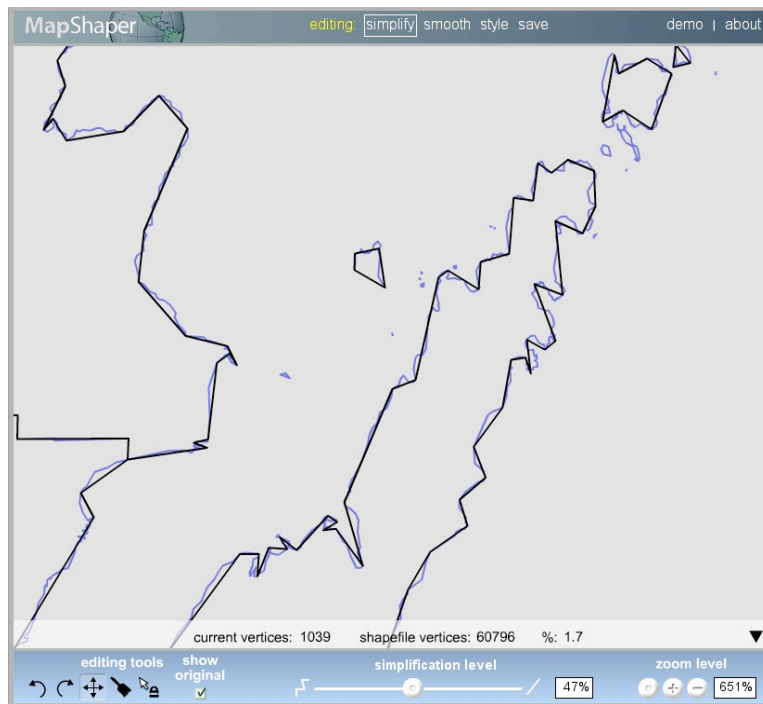 MapShaper editing: simplify smooth style save demo | about
current vertices: 1039 shapefile vertices: 60796 %: 1.7
editing tools show original simplification level zoom level
47% 651%